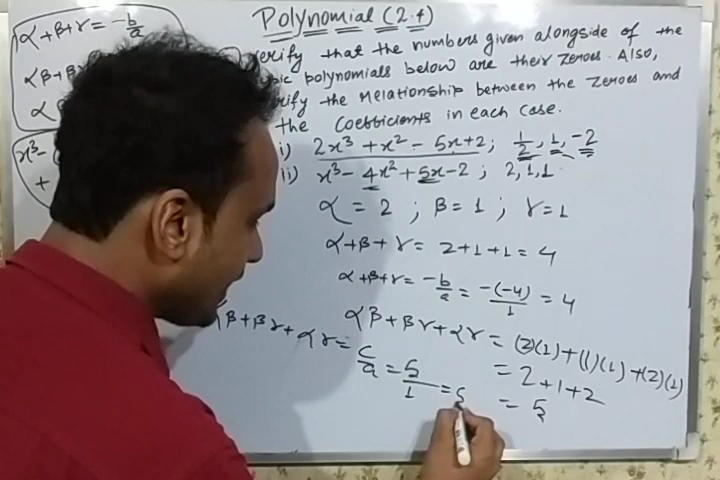 Polynomial (2.4)
α+β+γ = -b/a
erify that the numbers given alongside of the
polynomials below are their zeroes. Also,
rify the relationship between the zeroes and
the coefficients in each case.
i) 2x³ + x² - 5x + 2 ; 1/2, 1, -2
ii) x³ - 4x² + 5x - 2 ; 2, 1, 1
x³ -
+
α = 2 ; β = 1 ; γ = 1
α+β+γ = 2+1+1 = 4
α+β+γ = -b/a = -(-4)/1 = 4
αβ+βγ+αγ = (2)(1)+(1)(1)+(2)(1)
= 2+1+2
= 5
β+βγ+αγ = c/a = 5/1 = 5